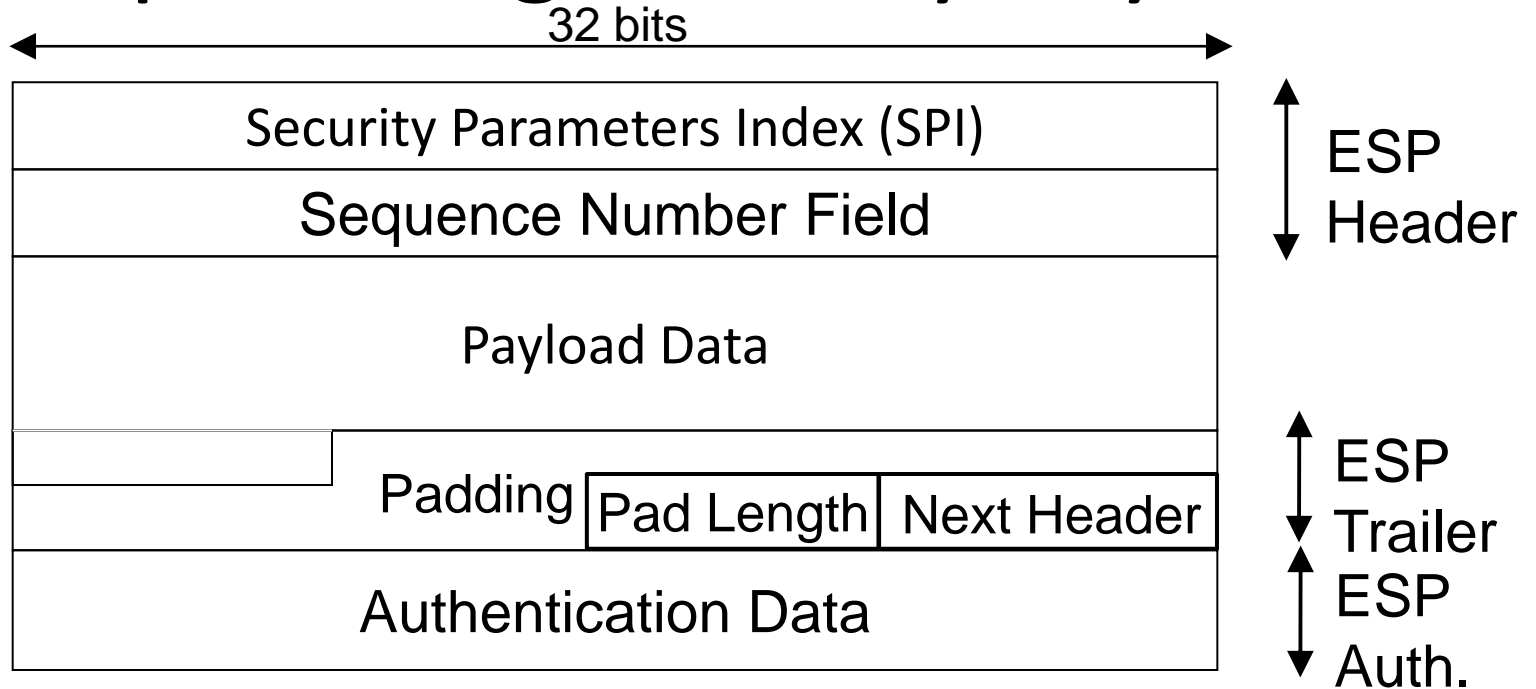 32 bits
Security Parameters Index (SPI)
ESP
Header
Sequence Number Field
Payload Data
Padding
Pad Length
Next Header
ESP
Trailer
Authentication Data
ESP
Auth.